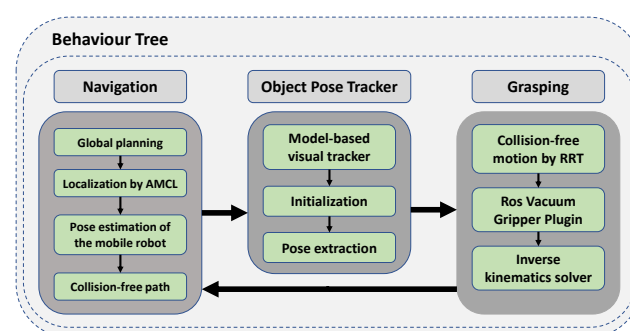 Behaviour Tree
Navigation
Global planning
Localization by AMCL
Pose estimation of
the mobile robot
Collision-free path
Object Pose Tracker
Model-based
visual tracker
Initialization
Pose extraction
Grasping
Collision-free
motion by RRT
Ros Vacuum
Gripper Plugin
Inverse
kinematics solver